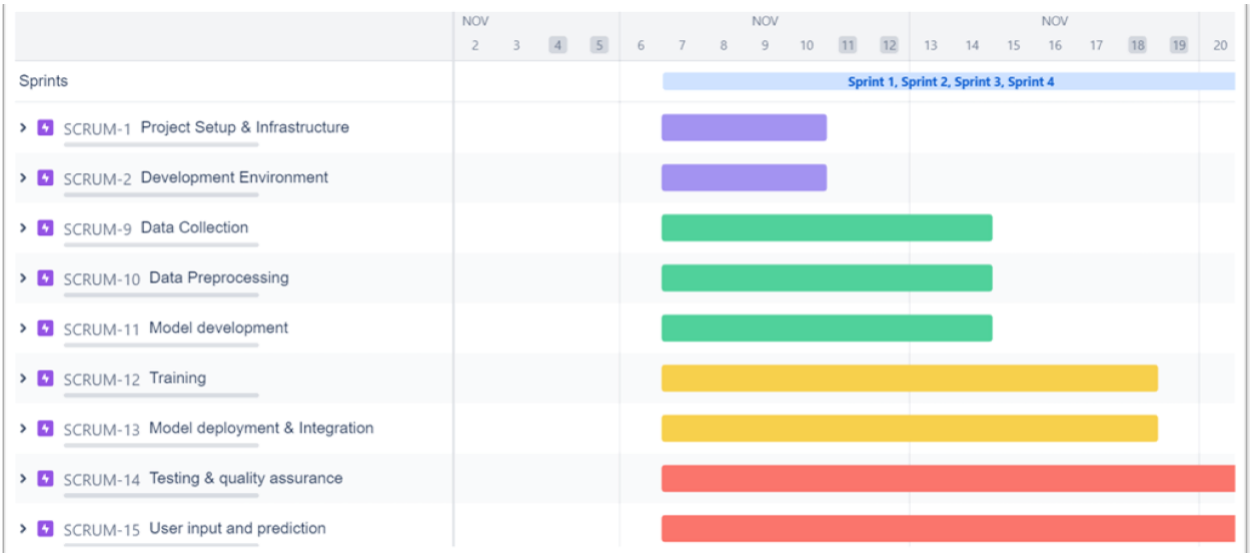 NOV NOV NOV
2 3 4 5 6 7 8 9 10 11 12 13 14 15 16 17 18 19 20
Sprints Sprint 1, Sprint 2, Sprint 3, Sprint 4
SCRUM-1 Project Setup & Infrastructure
SCRUM-2 Development Environment
SCRUM-9 Data Collection
SCRUM-10 Data Preprocessing
SCRUM-11 Model development
SCRUM-12 Training
SCRUM-13 Model deployment & Integration
SCRUM-14 Testing & quality assurance
SCRUM-15 User input and prediction